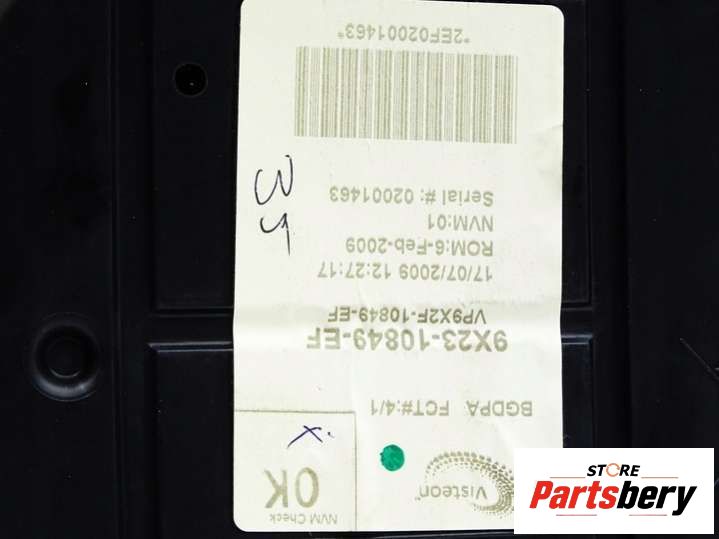 Visteon
NVM Check
OK
X
BGDPA FCT#:4/1
9X23-10849-EF
VP9X2F-10849-EF
17/07/2009 12:27:17
ROM:6-Feb-2009
NVM:01
Serial #: 02001463
*2EF02001463*
STORE
Partsbery